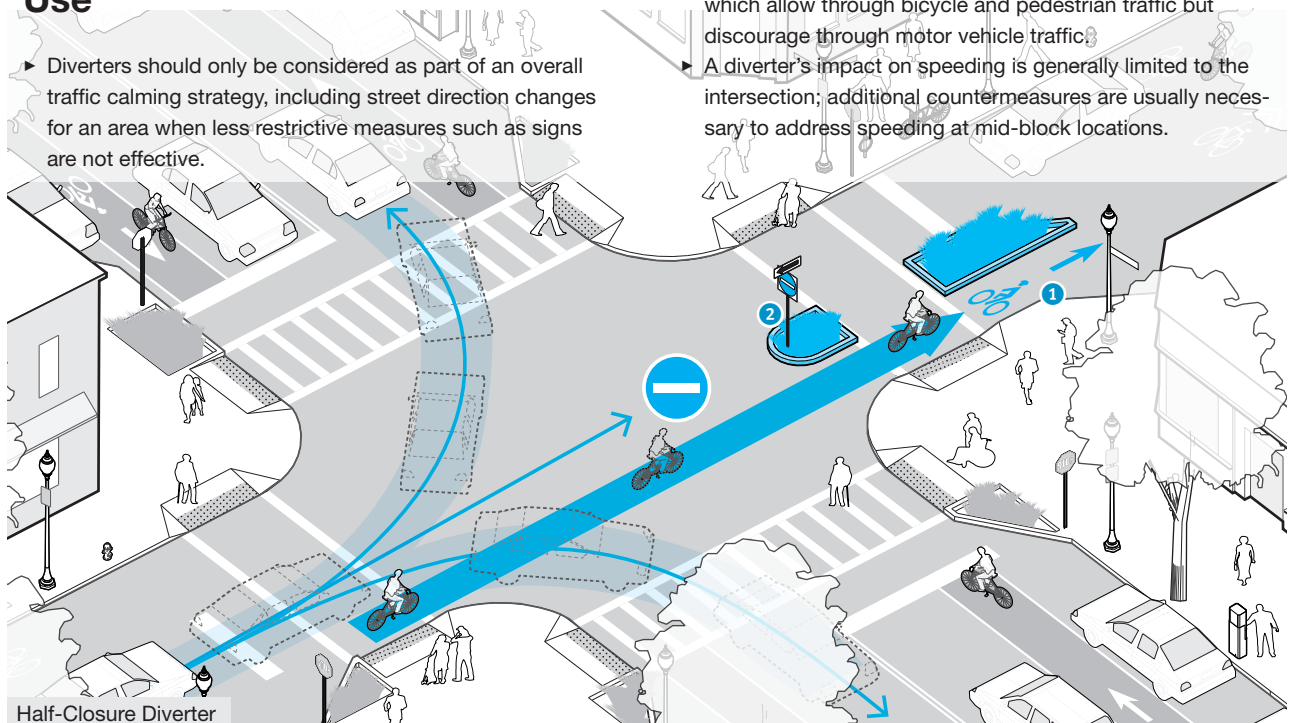 Use
▸ Diverters should only be considered as part of an overall
traffic calming strategy, including street direction changes
for an area when less restrictive measures such as signs
are not effective.
which allow through bicycle and pedestrian traffic but
discourage through motor vehicle traffic.
▸ A diverter’s impact on speeding is generally limited to the
intersection; additional countermeasures are usually neces-
sary to address speeding at mid-block locations.
1
2
Half-Closure Diverter